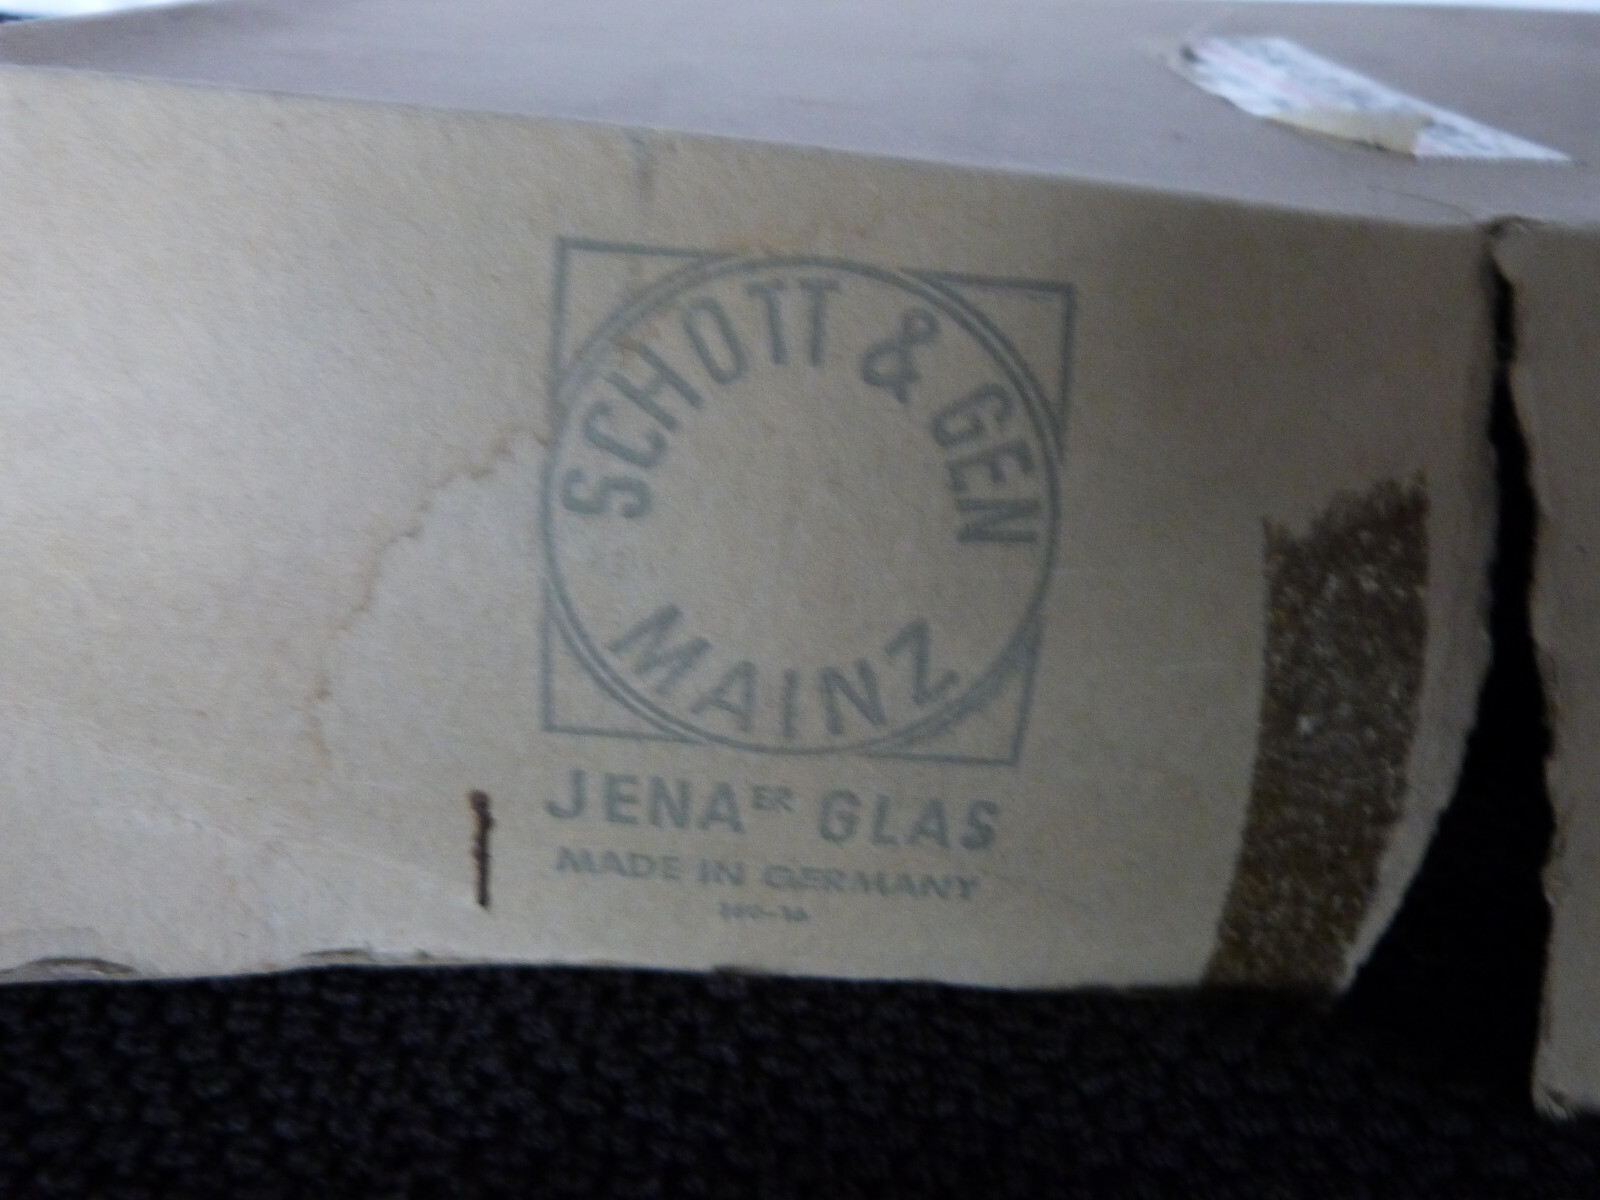 SCHOTT & GEN
MAINZ
JENAER GLAS
MADE IN GERMANY